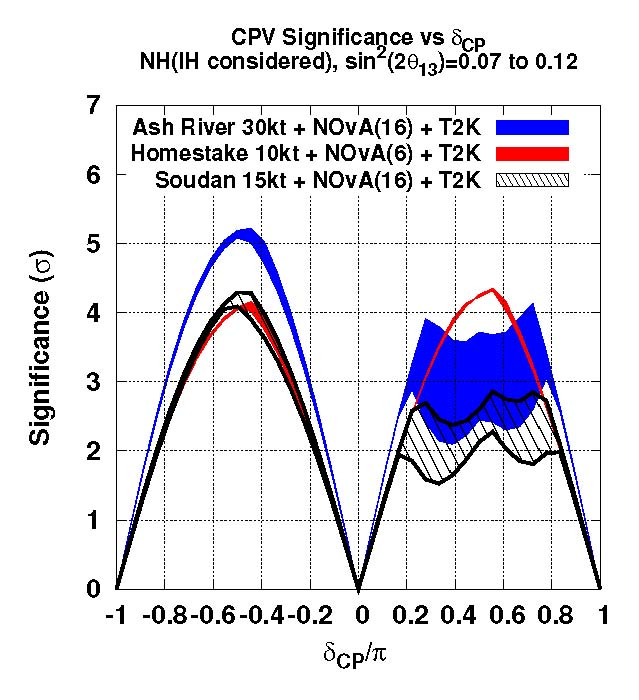 CPV Significance vs δCP
NH(IH considered), sin²(2θ13)=0.07 to 0.12
7
6
5
4
3
2
1
0
Ash River 30kt + NOvA(16) + T2K
Homestake 10kt + NOvA(6) + T2K
Soudan 15kt + NOvA(16) + T2K
Significance (σ)
-1 -0.8 -0.6 -0.4 -0.2 0 0.2 0.4 0.6 0.8 1
δCP/π